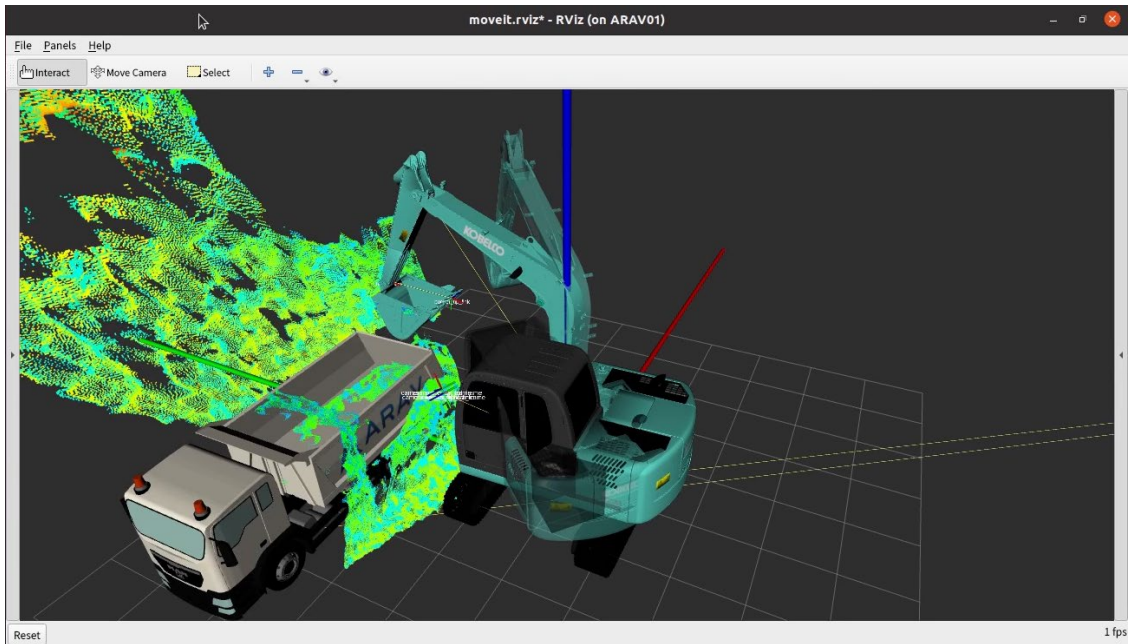 moveit.rviz* - RViz (on ARAV01)
File Panels Help
Interact Move Camera Select
KOBELCO
ARAV
Reset
1 fps